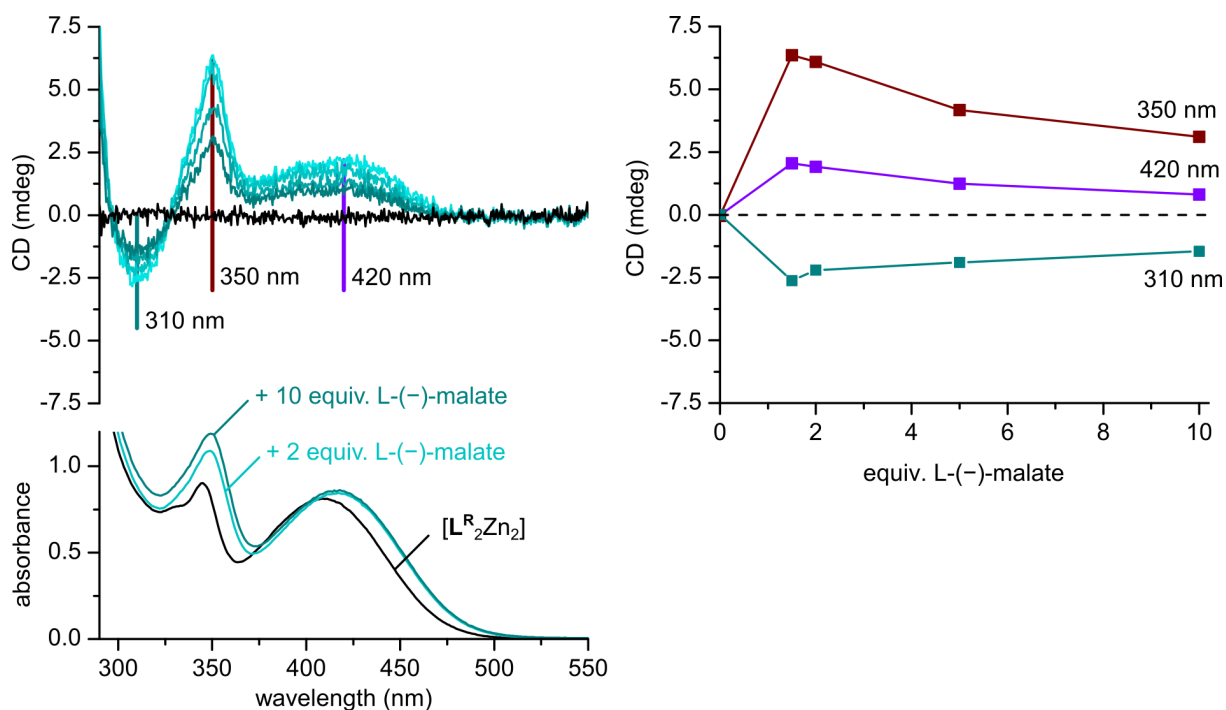 7.5
5.0
2.5
0.0
-2.5
-5.0
-7.5
CD (mdeg)
310 nm
350 nm
420 nm
+ 10 equiv. L-(−)-malate
+ 2 equiv. L-(−)-malate
[L^R_2Zn_2]
1.0
0.5
0.0
absorbance
300 350 400 450 500 550
wavelength (nm)
7.5
5.0
2.5
0.0
-2.5
-5.0
-7.5
CD (mdeg)
350 nm
420 nm
310 nm
0 2 4 6 8 10
equiv. L-(−)-malate